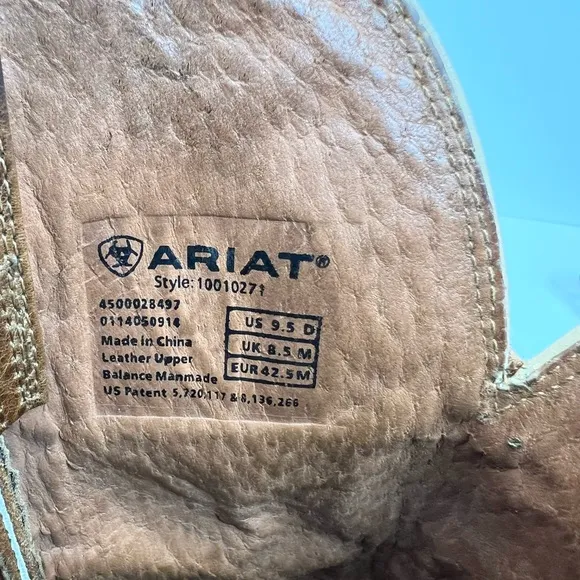 ARIAT®
Style: 10010271
4500028497
0114050914
Made in China
Leather Upper
Balance Manmade
US Patent 5,720,117 & 8,136,266
US 9.5 D
UK 8.5 M
EUR 42.5 M